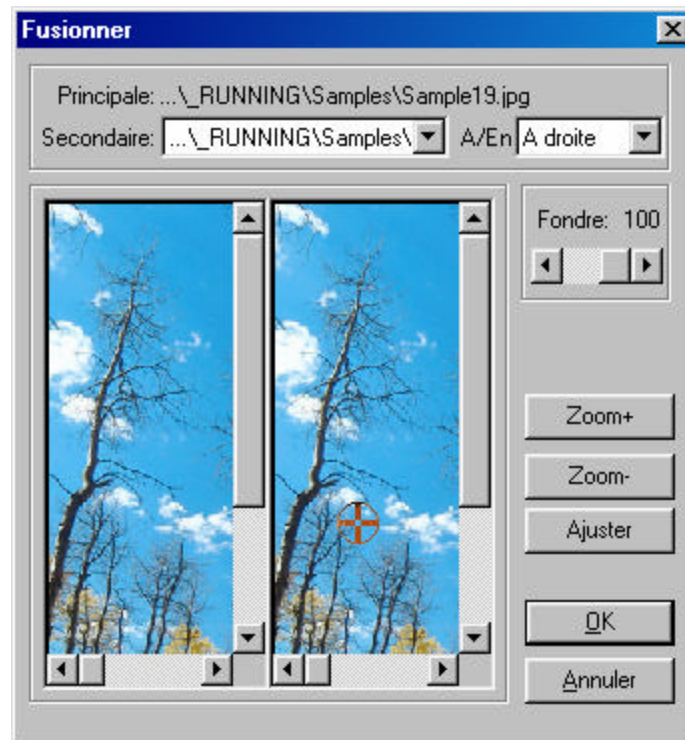 Fusionner
Principale: ...\_RUNNING\Samples\Sample19.jpg
Secondaire: ...\_RUNNING\Samples\ A/En A droite
Fondre: 100
Zoom+
Zoom-
Ajuster
OK
Annuler